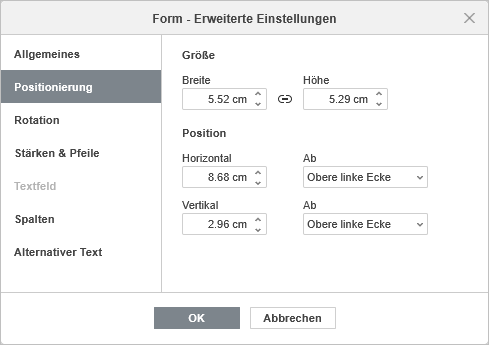 Form - Erweiterte Einstellungen
Allgemeines
Positionierung
Rotation
Stärken & Pfeile
Textfeld
Spalten
Alternativer Text
Größe
Breite Höhe
5.52 cm 5.29 cm
Position
Horizontal Ab
8.68 cm Obere linke Ecke
Vertikal Ab
2.96 cm Obere linke Ecke
OK Abbrechen